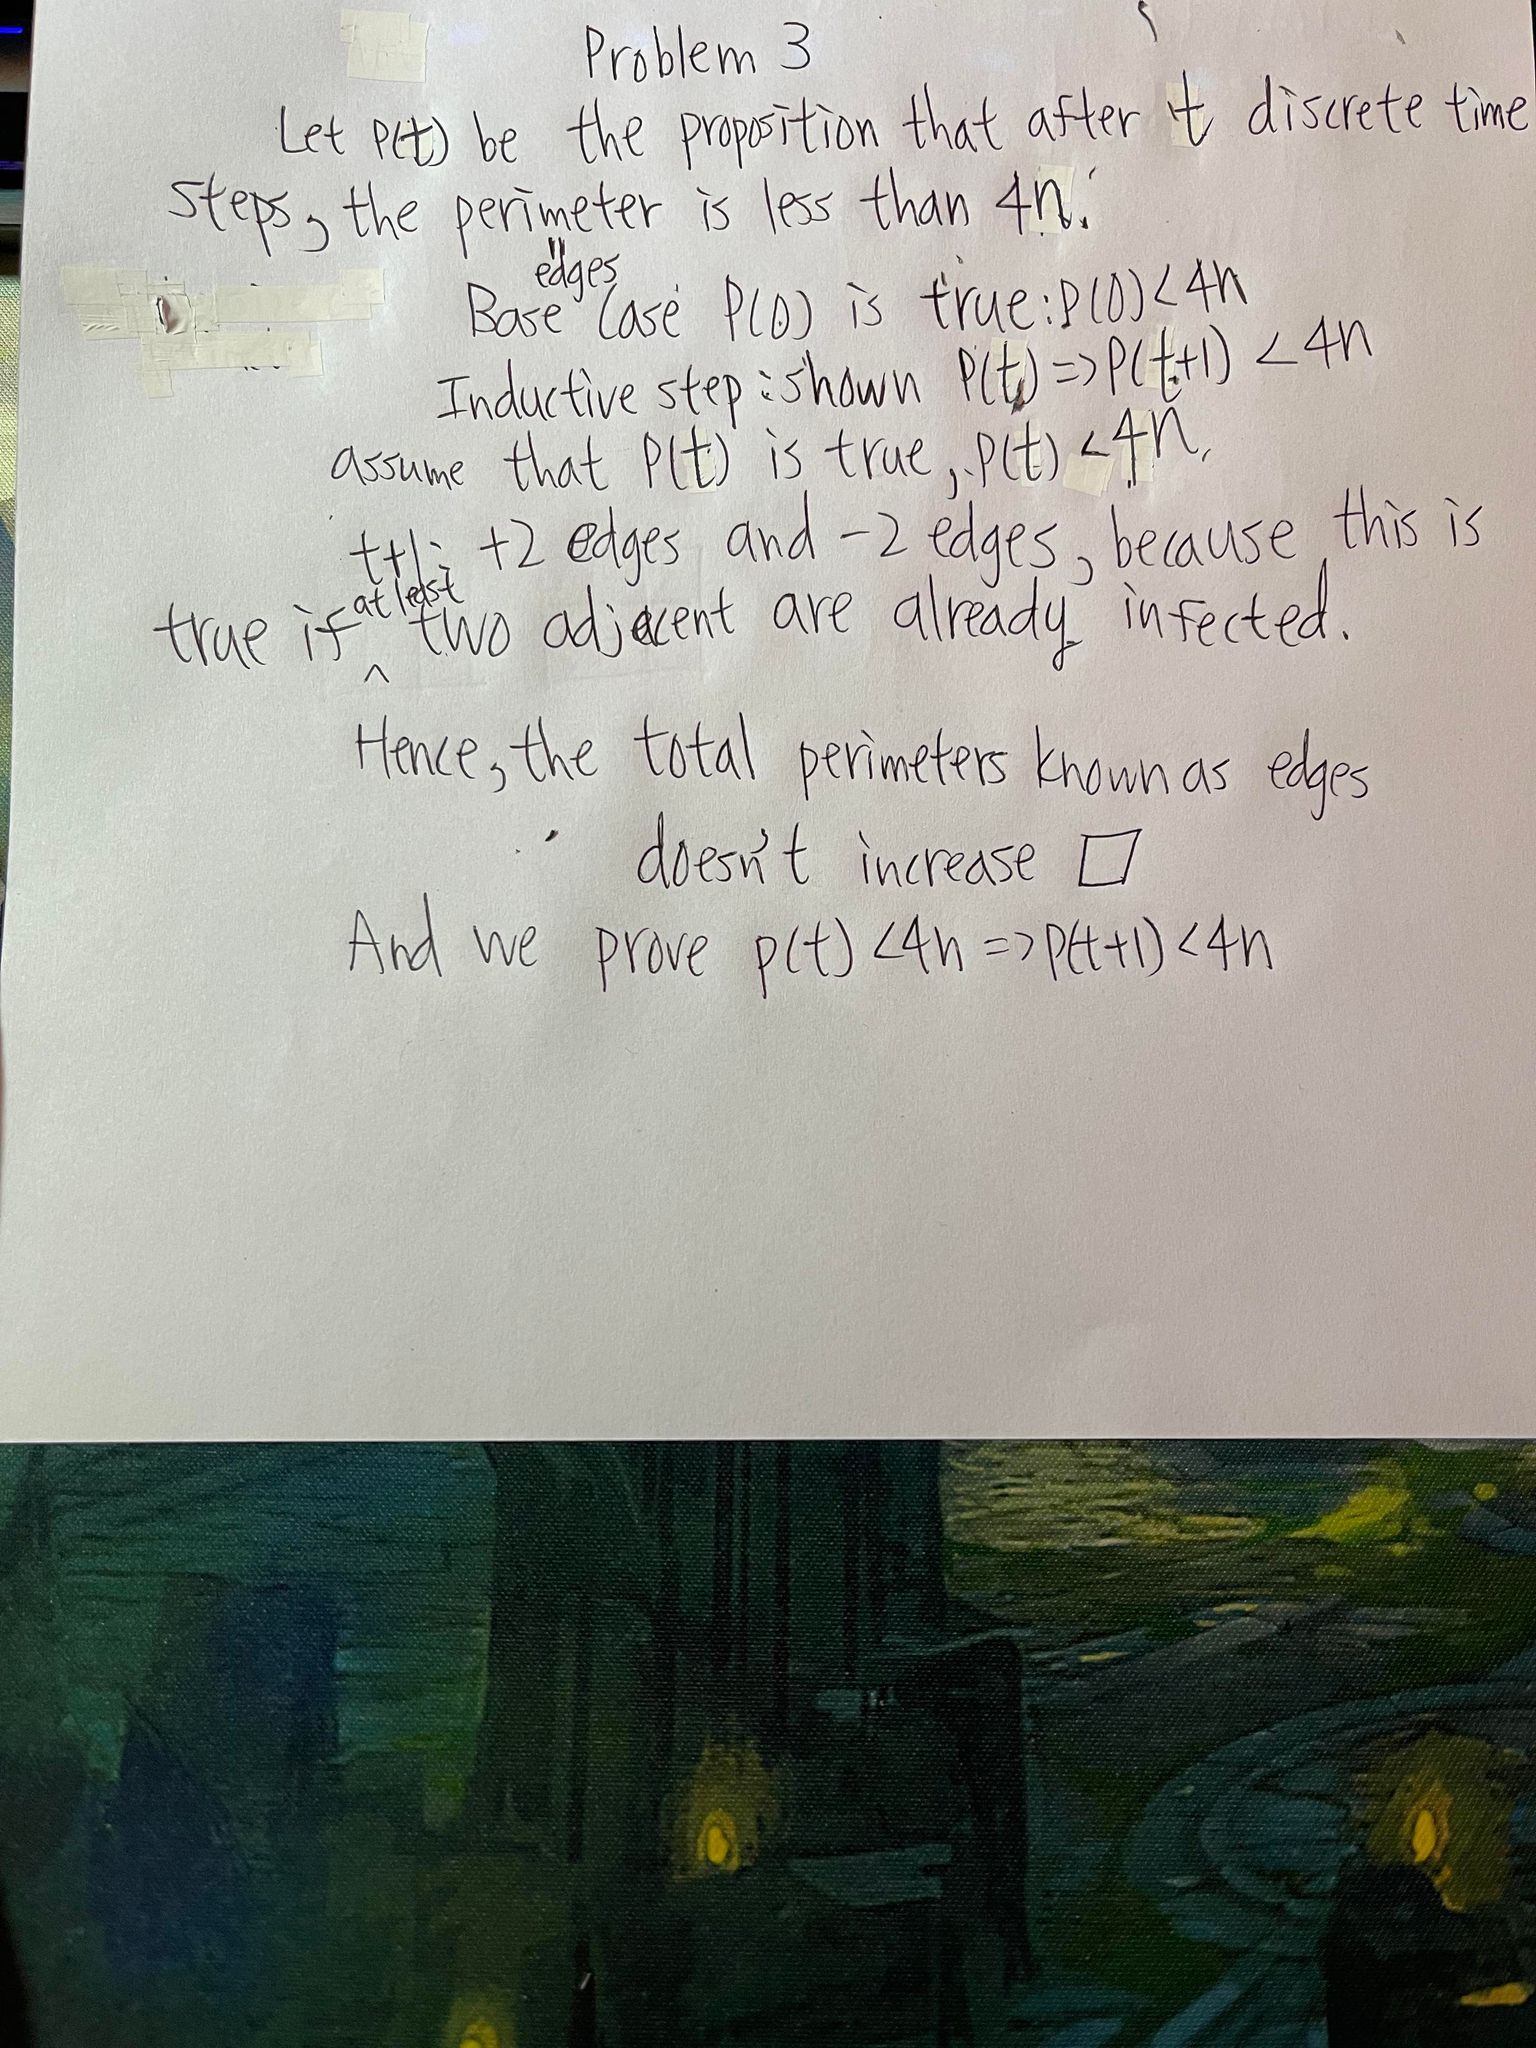 Problem 3
Let P(t) be the proposition that after t discrete time
steps, the perimeter is less than 4n.
"
edges
Base Case P(0) is true: P(0) < 4n
Inductive step: shown P(t) => P(t+1) < 4n
assume that P(t) is true, P(t) < 4n,
t+1: +2 edges and -2 edges, because this is
true if ^ at least two adjacent are already infected.
Hence, the total perimeters known as edges
doesn't increase □
And we prove p(t) < 4n => P(t+1) < 4n